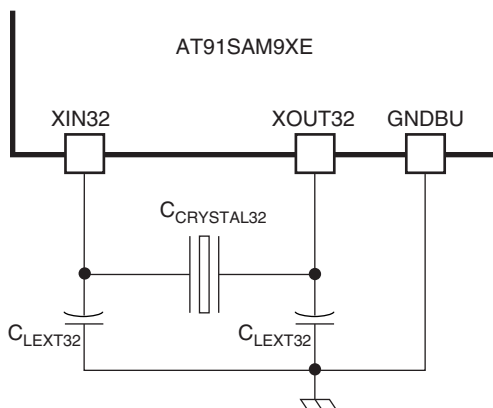 AT91SAM9XE
XIN32 XOUT32 GNDBU
CCRYSTAL32
CLEXT32 CLEXT32